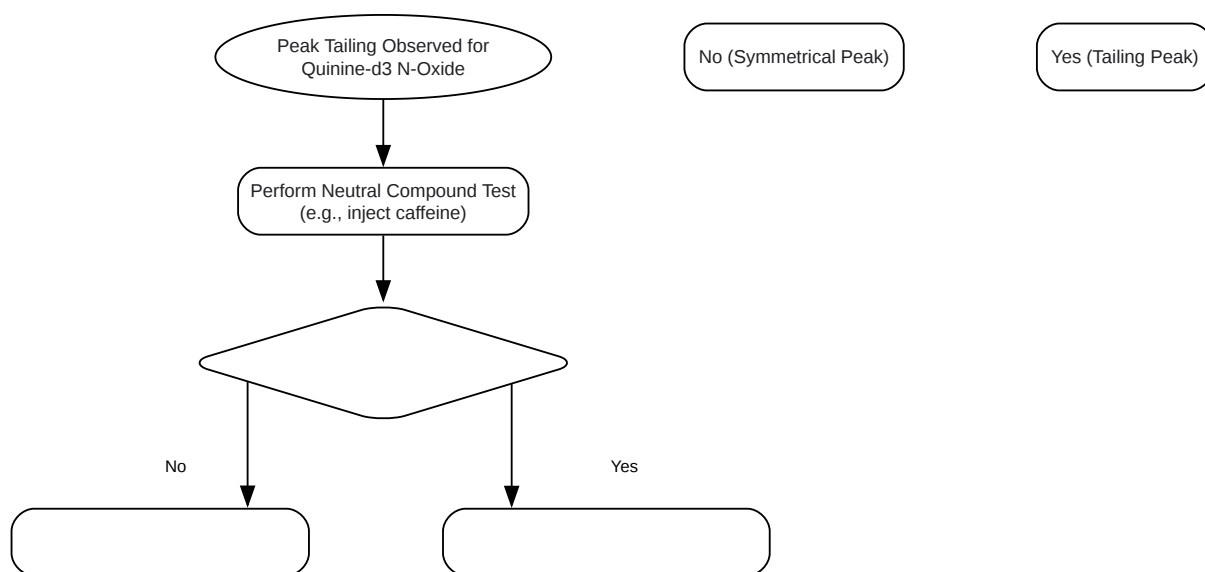 Peak Tailing Observed for
Quinine-d3 N-Oxide
No (Symmetrical Peak)
Yes (Tailing Peak)
Perform Neutral Compound Test
(e.g., inject caffeine)
No
Yes